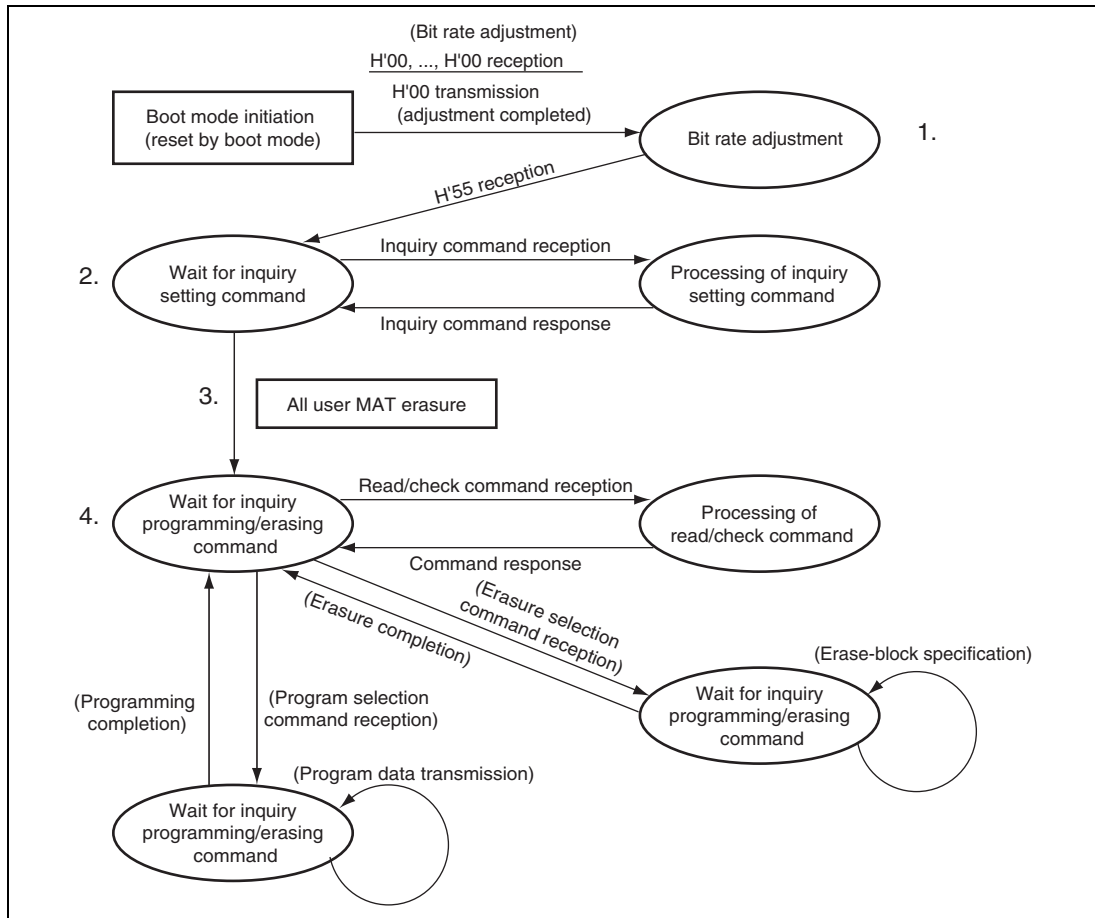 (Bit rate adjustment)
H'00, ..., H'00 reception
H'00 transmission
(adjustment completed)
Boot mode initiation
(reset by boot mode)
Bit rate adjustment
1.
H'55 reception
2.
Wait for inquiry
setting command
Inquiry command reception
Processing of inquiry
setting command
Inquiry command response
3.
All user MAT erasure
4.
Wait for inquiry
programming/erasing
command
Read/check command reception
Processing of
read/check command
Command response
(Erasure selection
command reception)
(Erasure completion)
(Erase-block specification)
Wait for inquiry
programming/erasing
command
(Programming
completion)
(Program selection
command reception)
(Program data transmission)
Wait for inquiry
programming/erasing
command